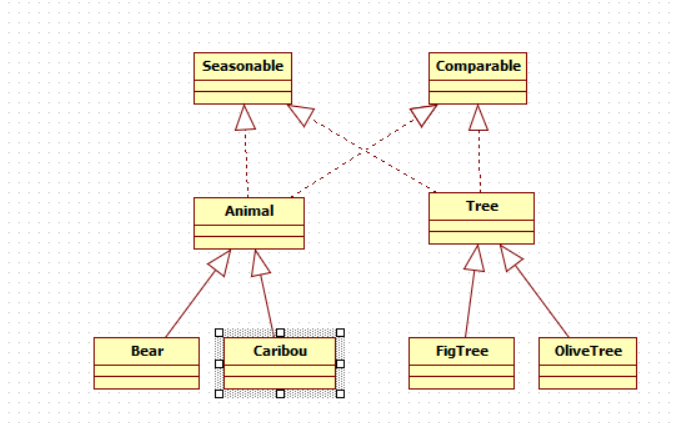 Seasonable
Comparable
Animal
Tree
Bear
Caribou
FigTree
OliveTree